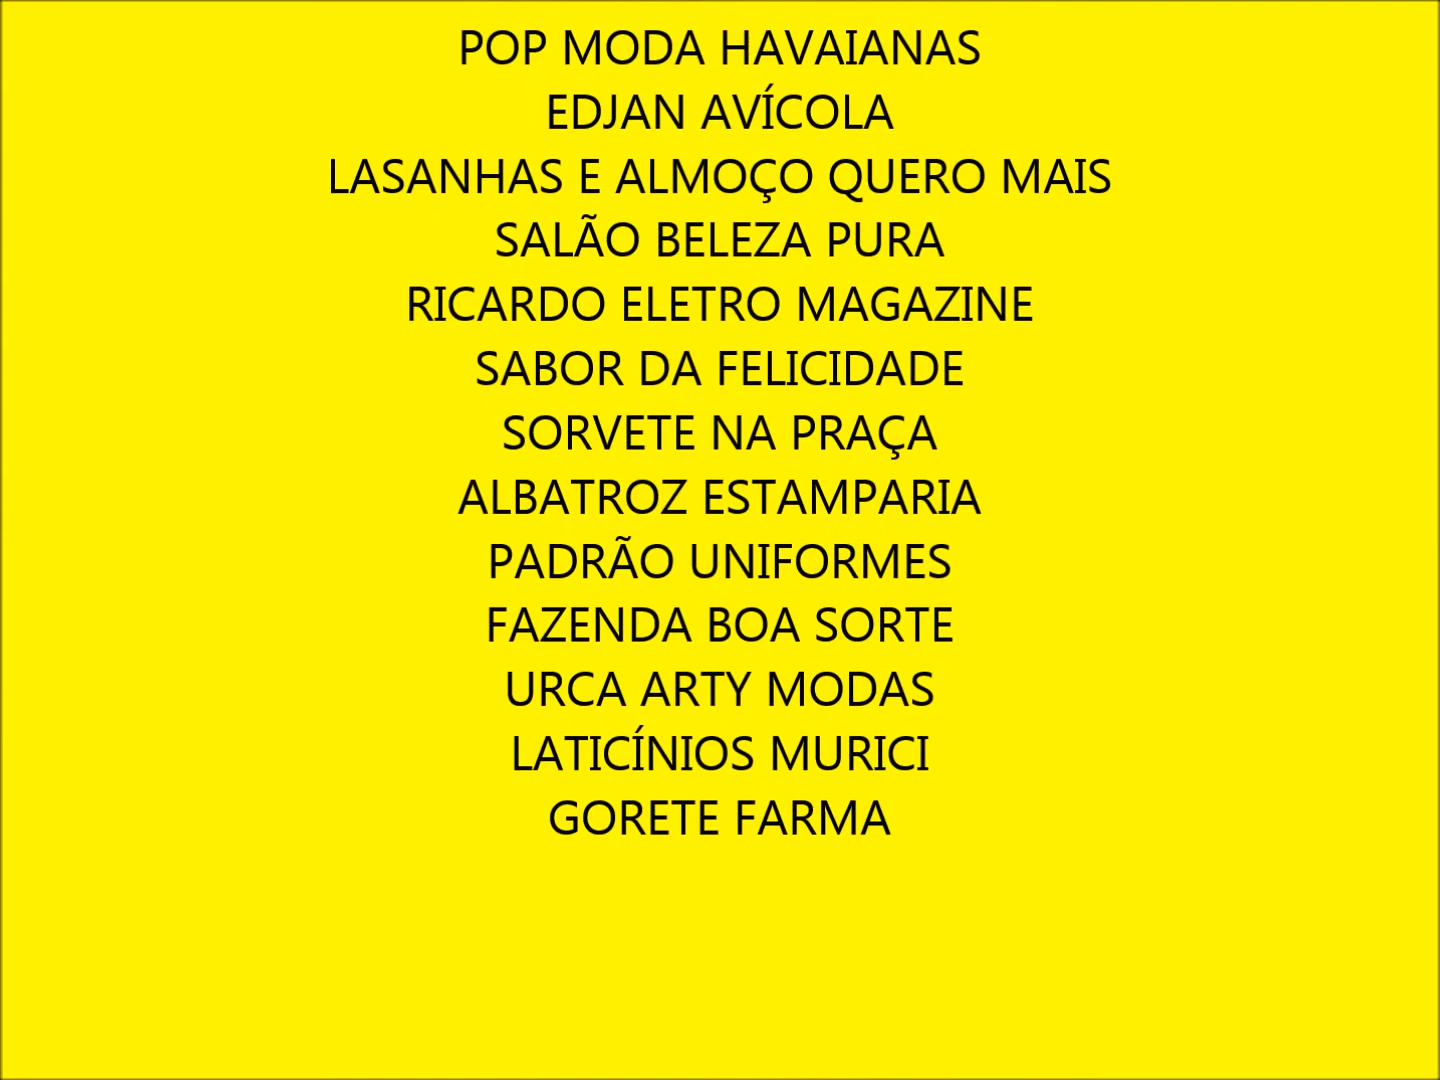 POP MODA HAVAIANAS
EDJAN AVÍCOLA
LASANHAS E ALMOÇO QUERO MAIS
SALÃO BELEZA PURA
RICARDO ELETRO MAGAZINE
SABOR DA FELICIDADE
SORVETE NA PRAÇA
ALBATROZ ESTAMPARIA
PADRÃO UNIFORMES
FAZENDA BOA SORTE
URCA ARTY MODAS
LATICÍNIOS MURICI
GORETE FARMA